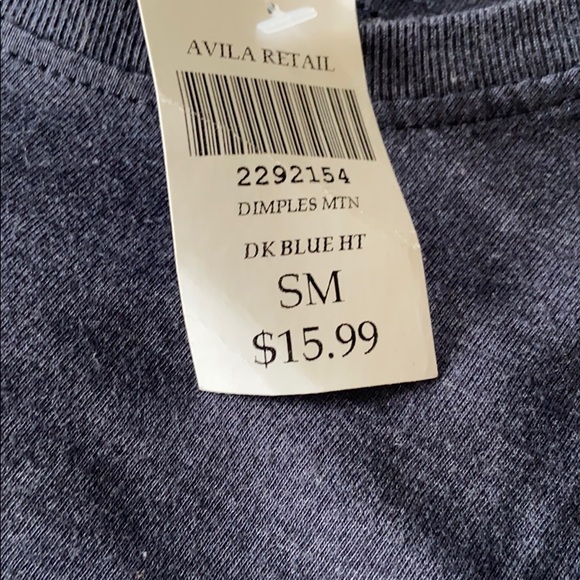 AVILA RETAIL
2292154
DIMPLES MTN
DK BLUE HT
SM
$15.99